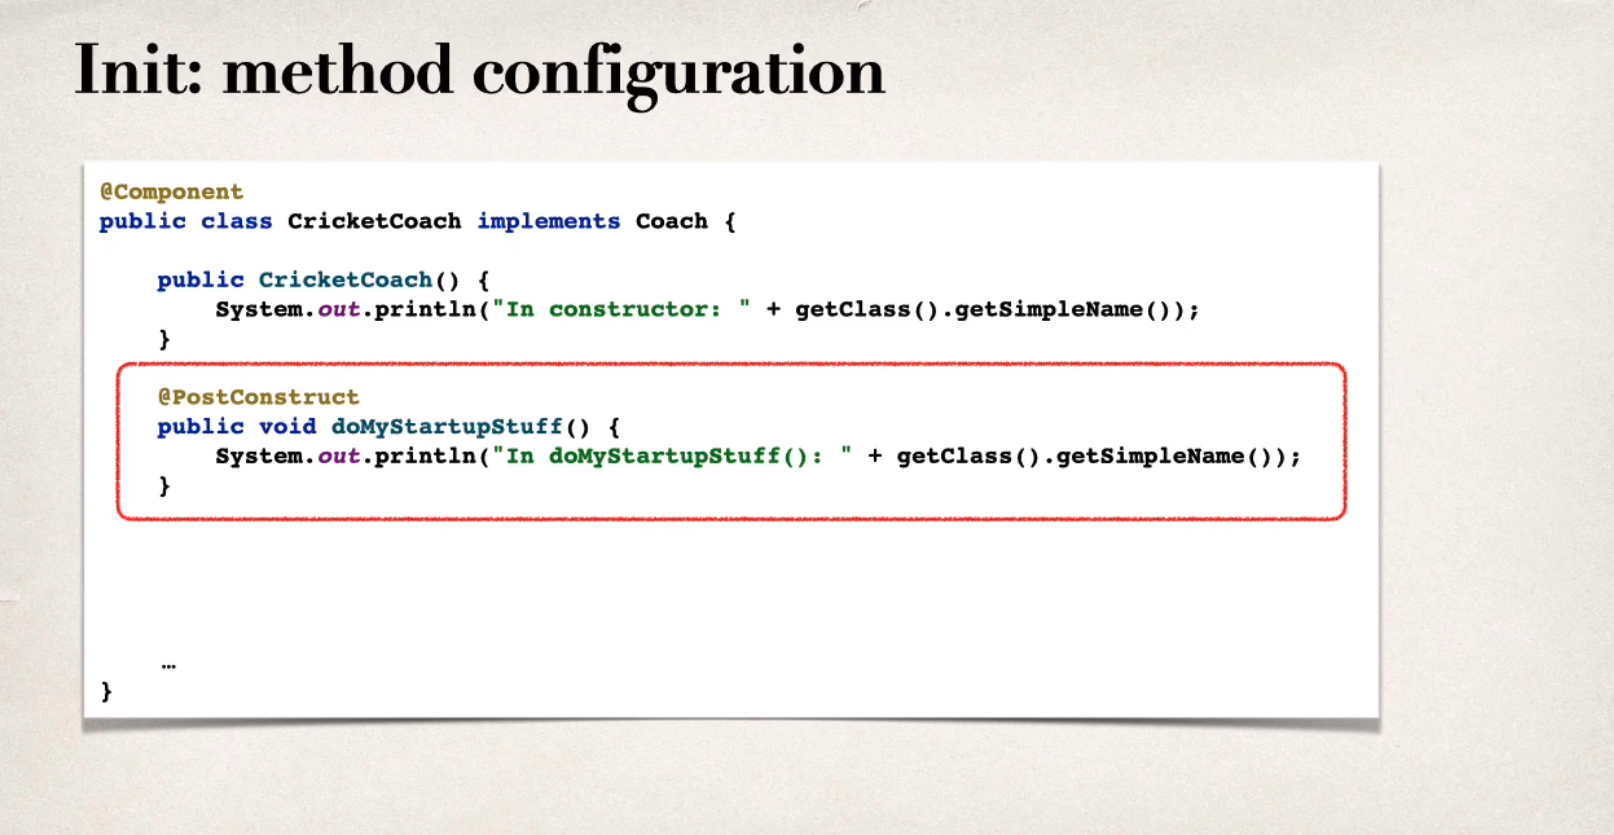 Init: method configuration
@Component
public class CricketCoach implements Coach {
public CricketCoach() {
System.out.println("In constructor: " + getClass().getSimpleName());
}
@PostConstruct
public void doMyStartupStuff() {
System.out.println("In doMyStartupStuff(): " + getClass().getSimpleName());
}
…
}